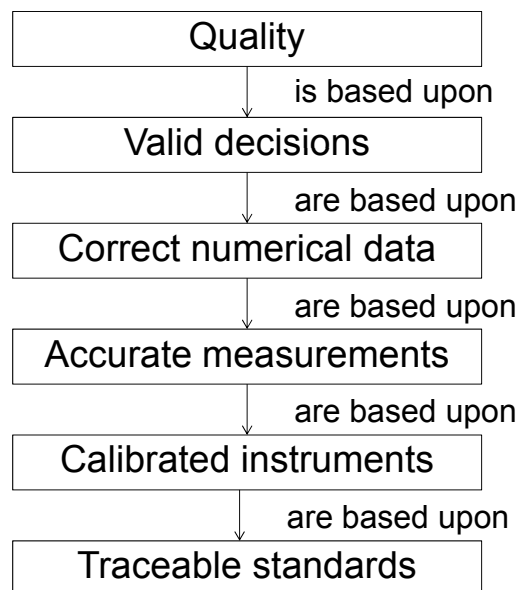 Quality
is based upon
Valid decisions
are based upon
Correct numerical data
are based upon
Accurate measurements
are based upon
Calibrated instruments
are based upon
Traceable standards